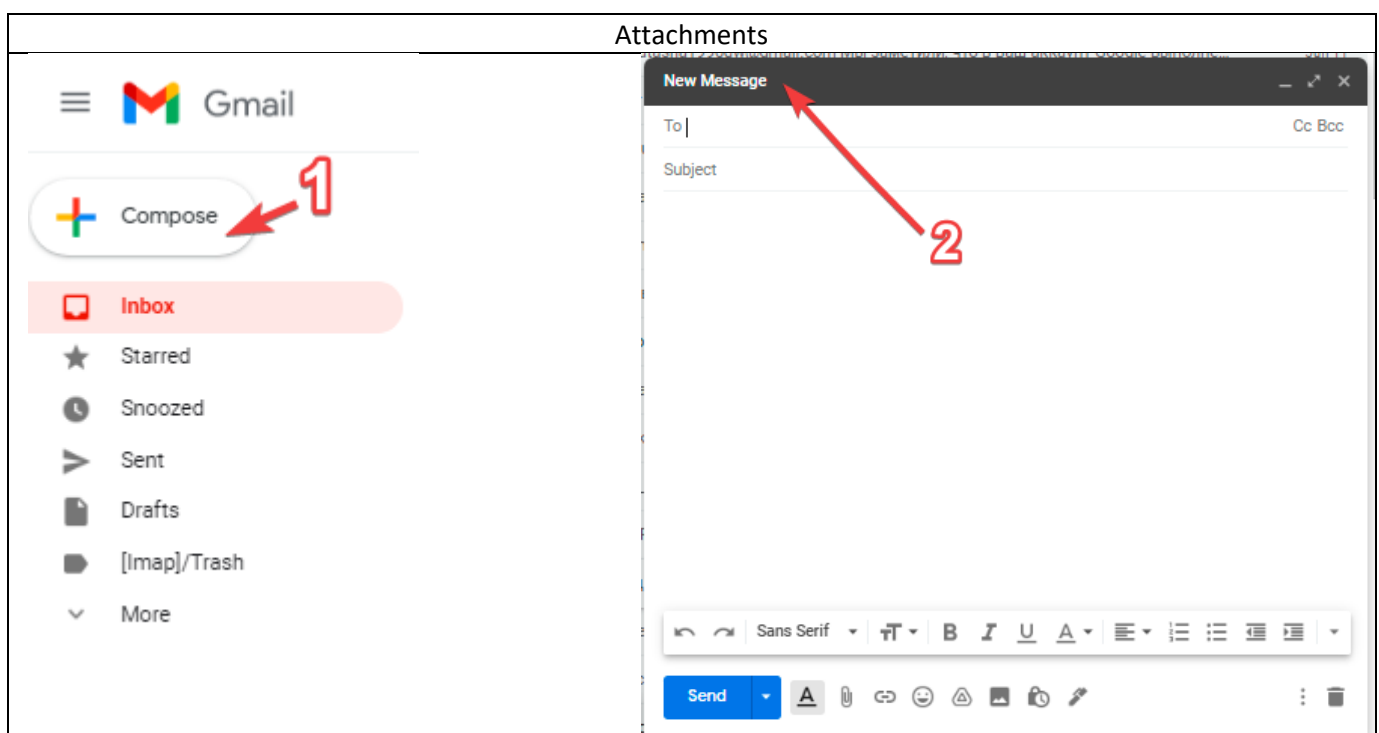 Attachments
Gmail
1
Compose
Inbox
Starred
Snoozed
Sent
Drafts
[Imap]/Trash
More
New Message
To
Cc Bcc
Subject
2
Sans Serif
B I U A
Send
A